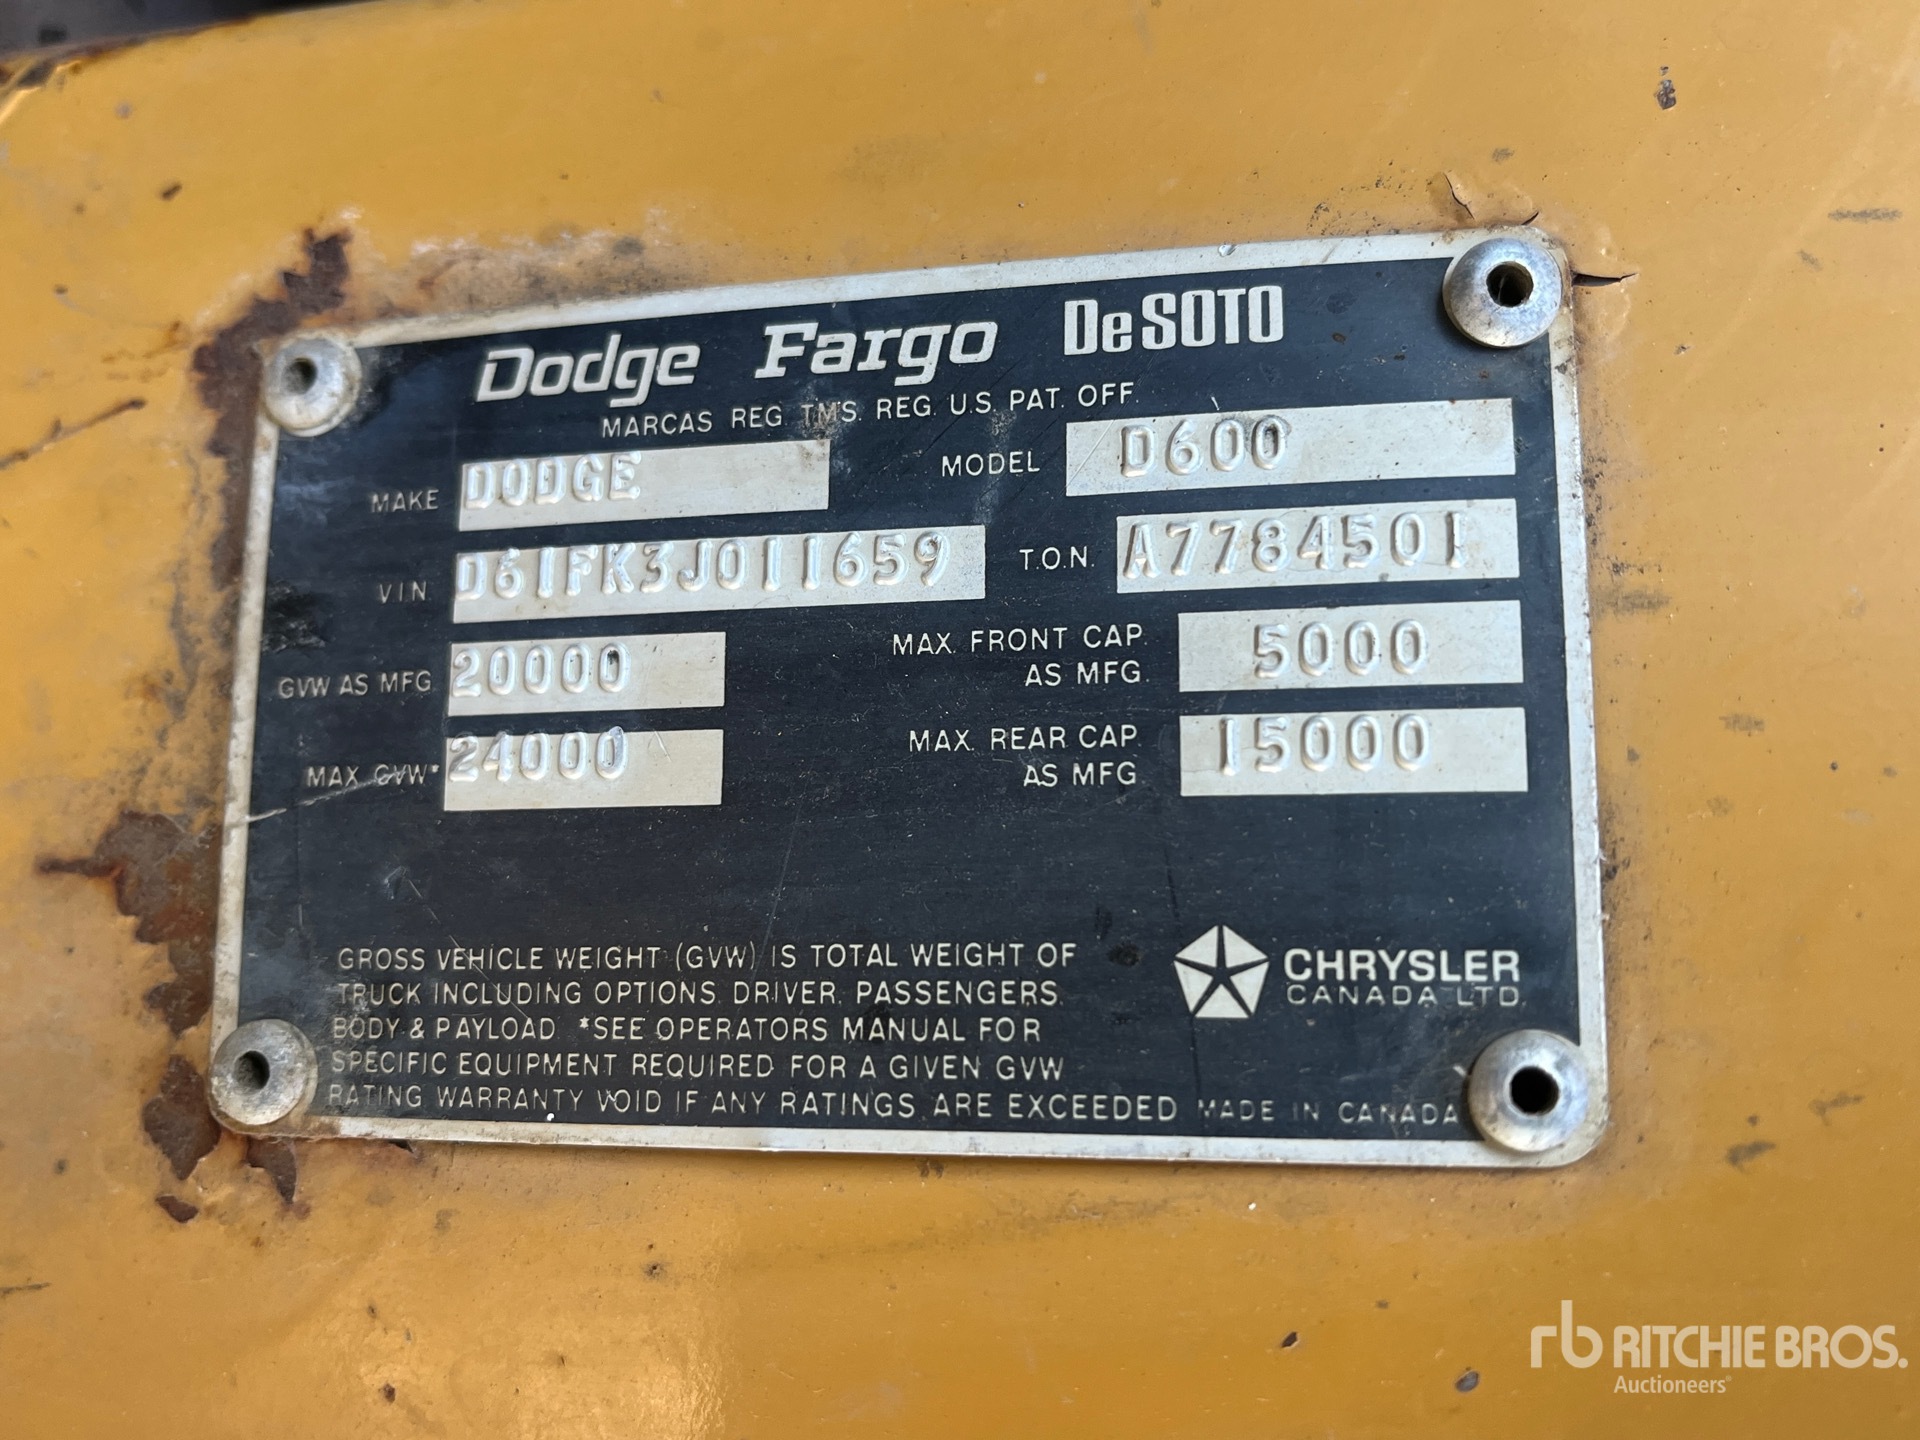 Dodge Fargo DeSOTO
MARCAS REG. TMS. REG. U.S. PAT. OFF.
MAKE DODGE MODEL D600
VIN D61FK3J011659 T.O.N. A7784501
GVW AS MFG. 20000 MAX. FRONT CAP. AS MFG. 5000
MAX. GVW* 24000 MAX. REAR CAP. AS MFG. 15000
GROSS VEHICLE WEIGHT (GVW) IS TOTAL WEIGHT OF
TRUCK INCLUDING OPTIONS, DRIVER, PASSENGERS,
BODY & PAYLOAD *SEE OPERATORS MANUAL FOR
SPECIFIC EQUIPMENT REQUIRED FOR A GIVEN GVW
RATING WARRANTY VOID IF ANY RATINGS ARE EXCEEDED MADE IN CANADA
CHRYSLER
CANADA LTD.
rb RITCHIE BROS.
Auctioneers